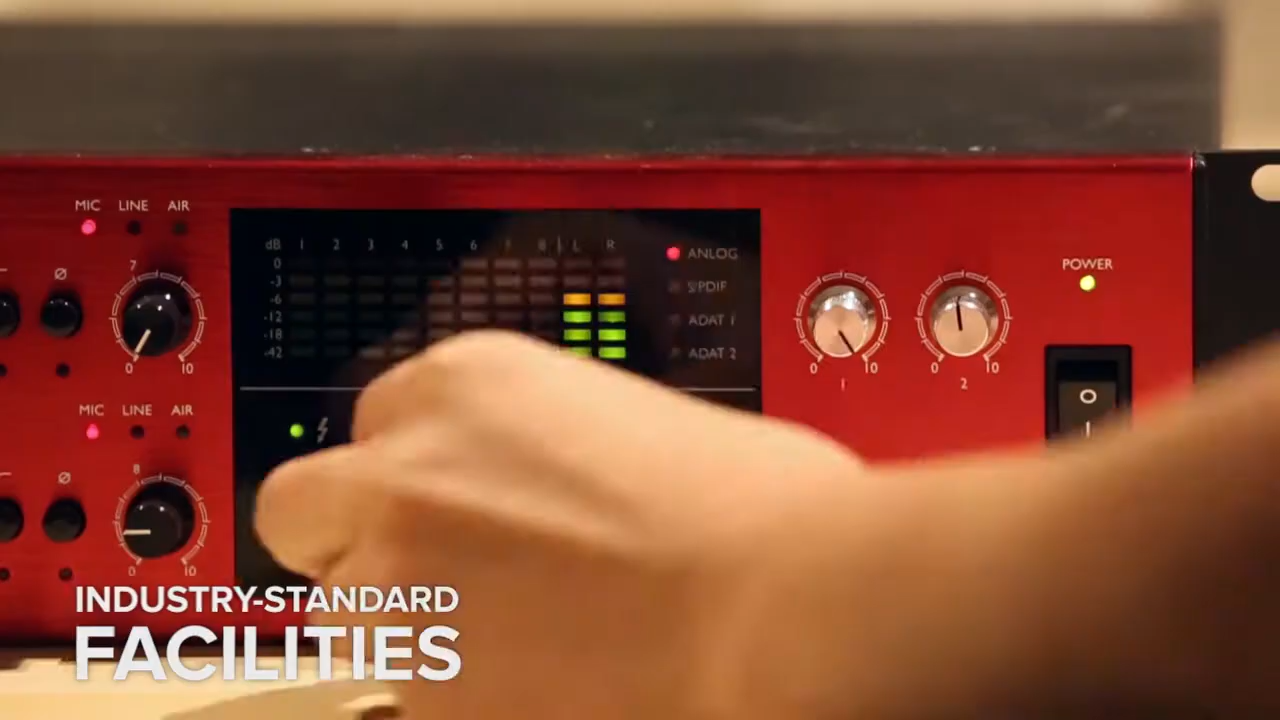 MIC LINE AIR
7
Ø
0 10
MIC LINE AIR
8
Ø
0 10
dB 1 2 3 4 5 6 7 8 L R
0
-3
-6
-12
-18
-42
ANLOG
S/PDIF
ADAT 1
ADAT 2
0 10
1
0 10
2
POWER
O
I
INDUSTRY-STANDARD
FACILITIES